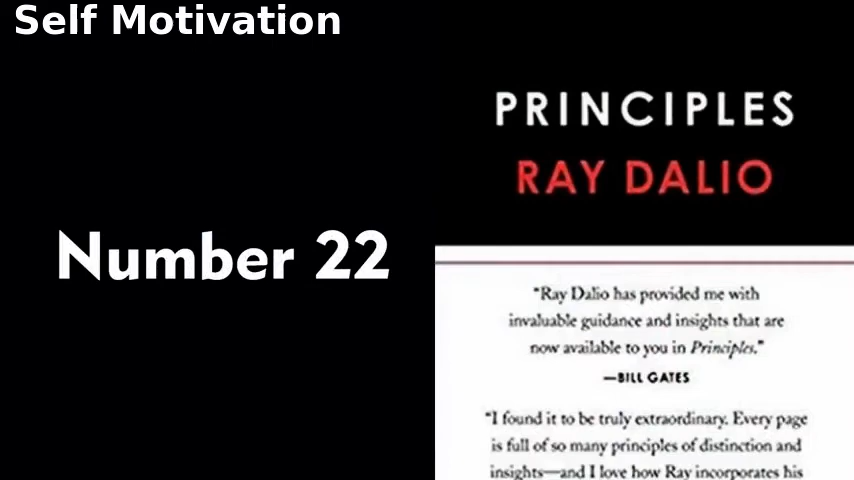 Self Motivation
Number 22
PRINCIPLES
RAY DALIO
"Ray Dalio has provided me with
invaluable guidance and insights that are
now available to you in Principles."
—BILL GATES
"I found it to be truly extraordinary. Every page
is full of so many principles of distinction and
insights—and I love how Ray incorporates his